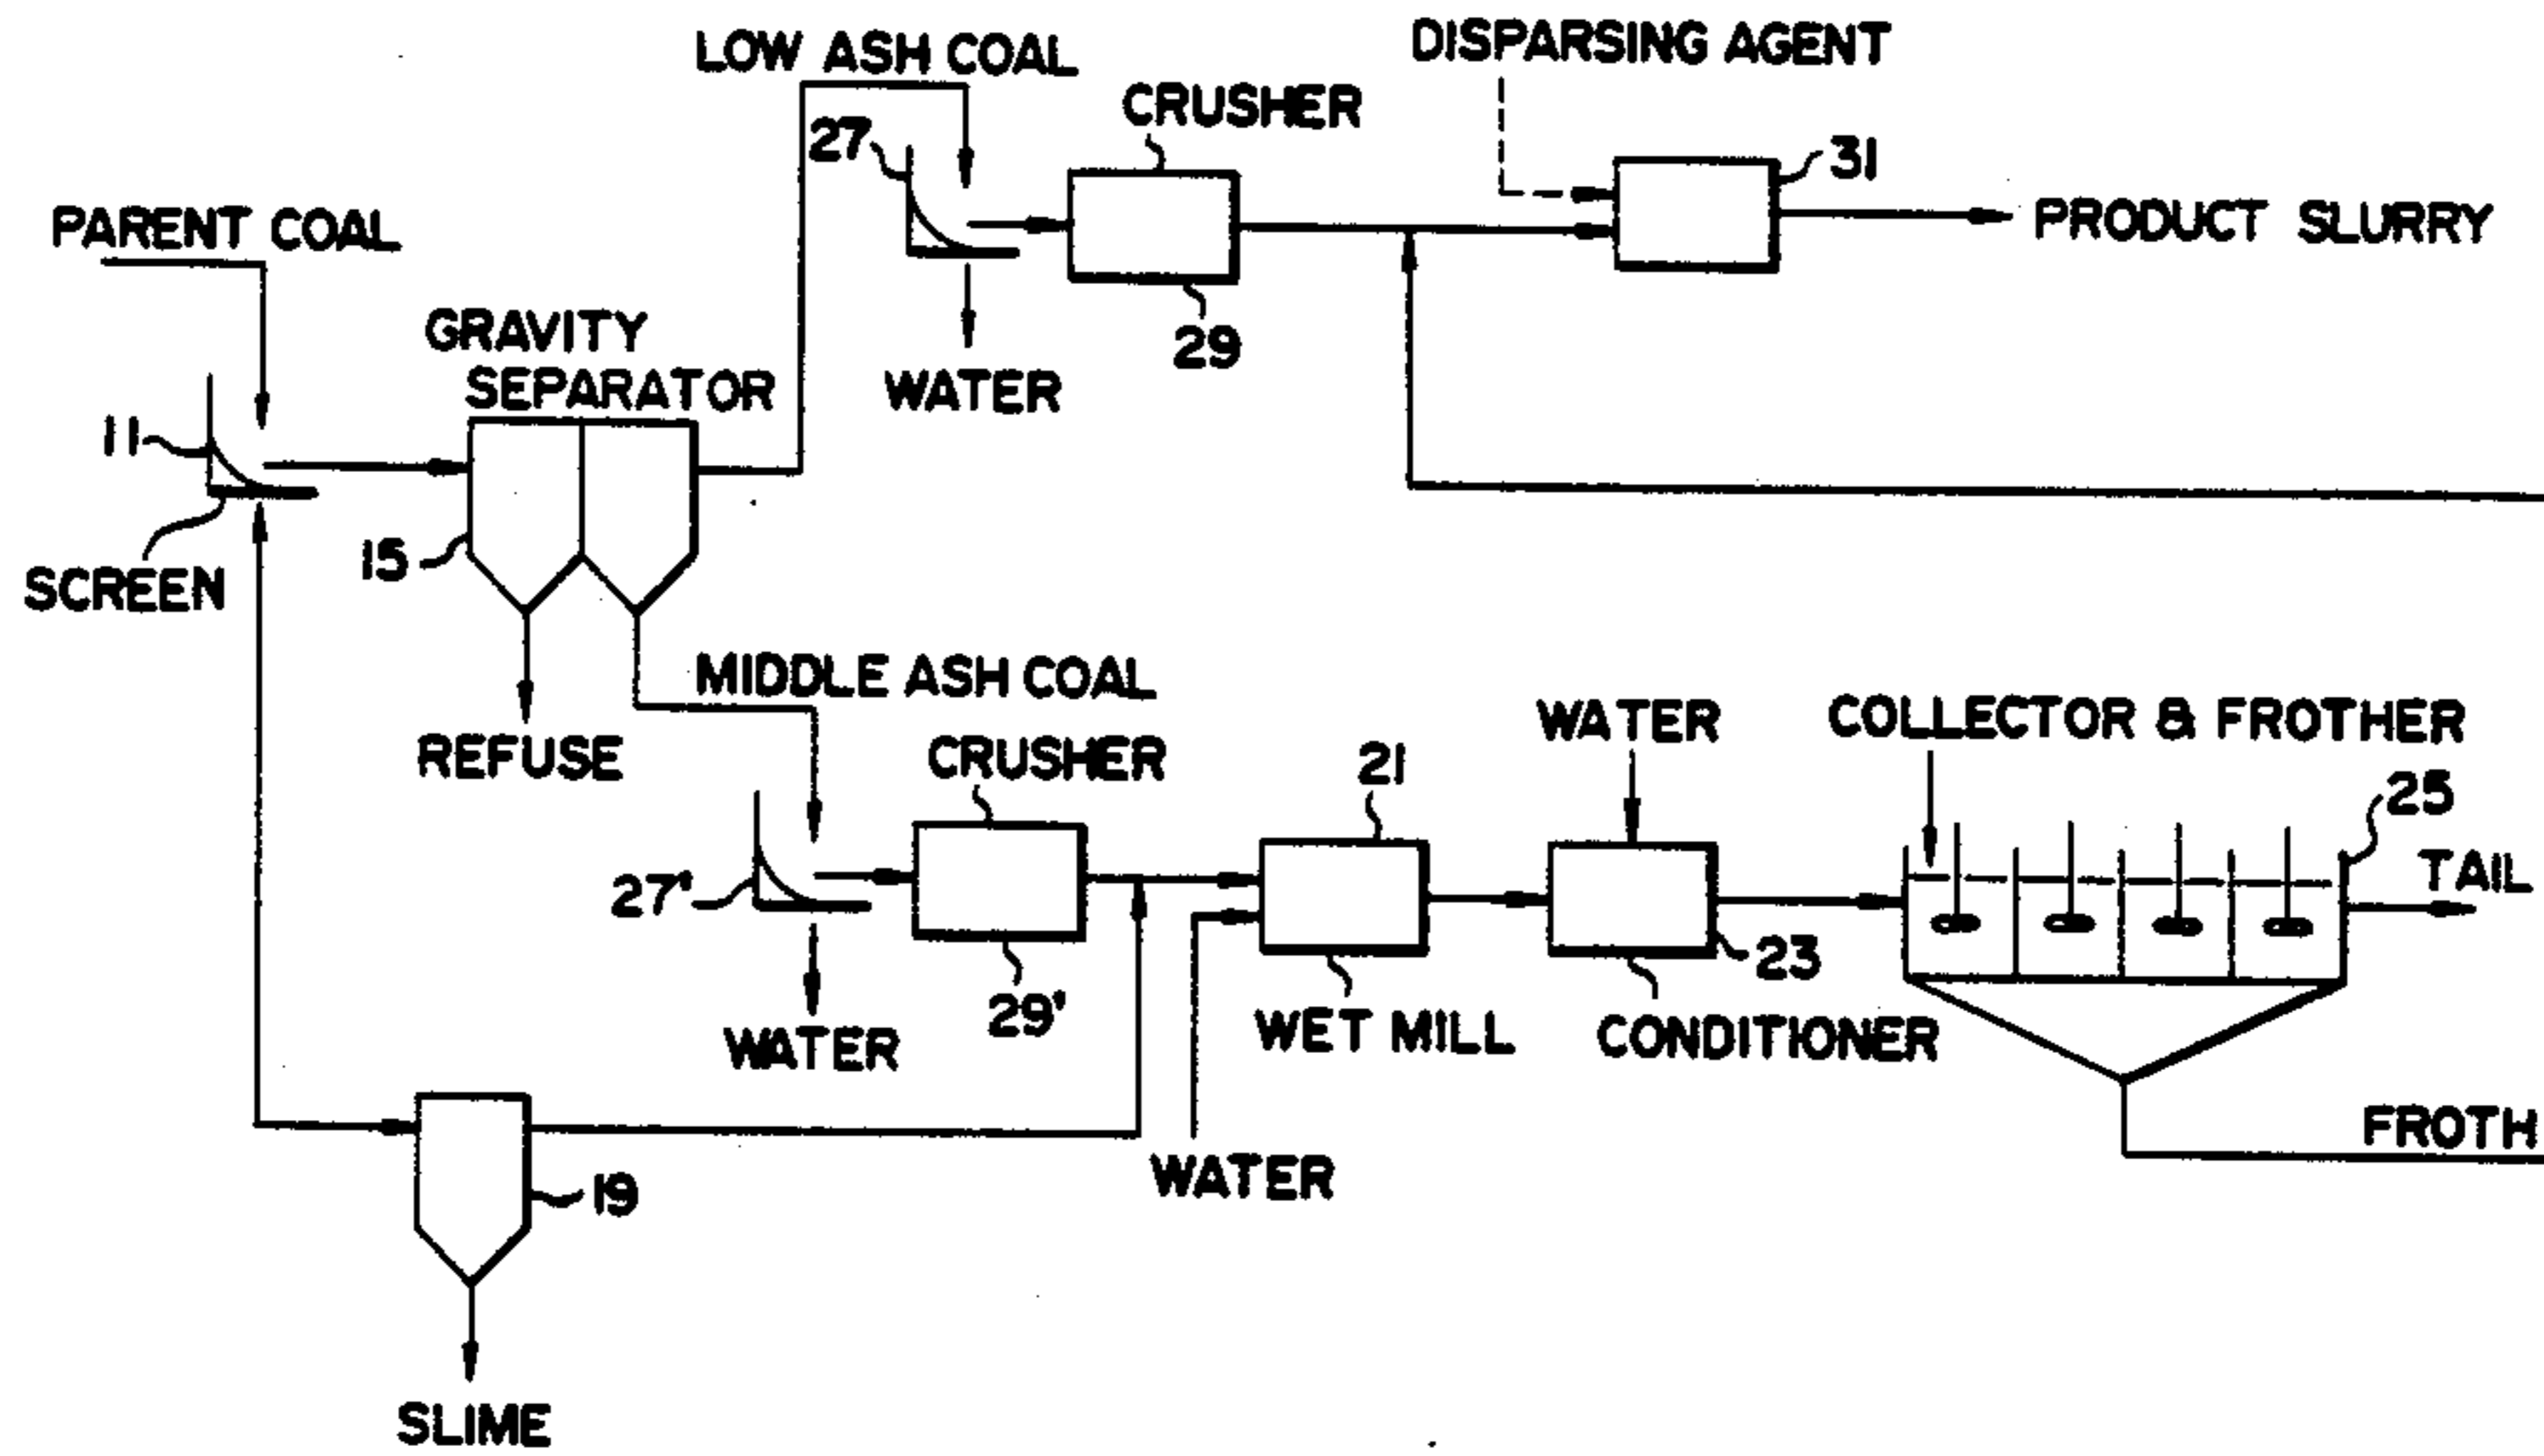 LOW ASH COAL
DISPARSING AGENT
CRUSHER
27
31
PARENT COAL
PRODUCT SLURRY
GRAVITY
SEPARATOR
29
WATER
11
15
SCREEN
MIDDLE ASH COAL
REFUSE
CRUSHER
21
WATER
COLLECTOR & FROTHER
25
TAIL
27'
23
29'
WATER
WET MILL
CONDITIONER
FROTH
WATER
19
SLIME